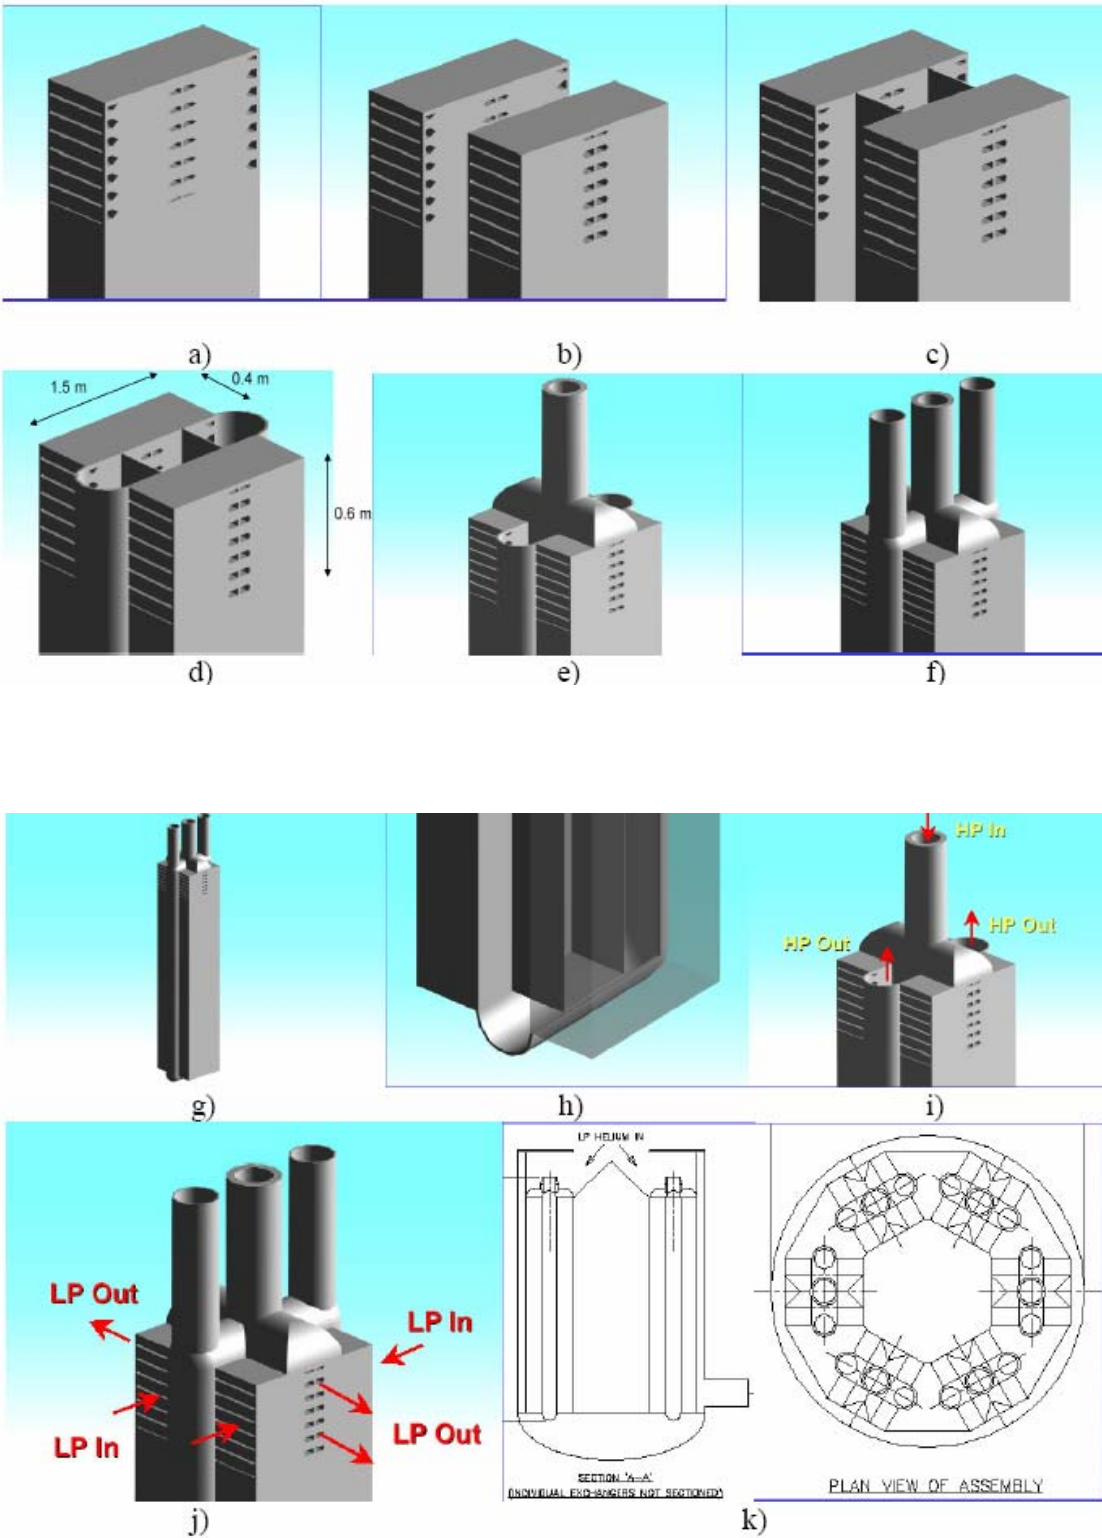 a)
b)
c)
1.5 m
0.4 m
0.6 m
d)
e)
f)
g)
h)
HP In
HP Out
HP Out
i)
LP Out
LP In
LP In
LP Out
j)
LP HELIUM IN
SECTION 'A-A'
(INDIVIDUAL EXCHANGERS NOT SECTIONED)
PLAN VIEW OF ASSEMBLY
k)